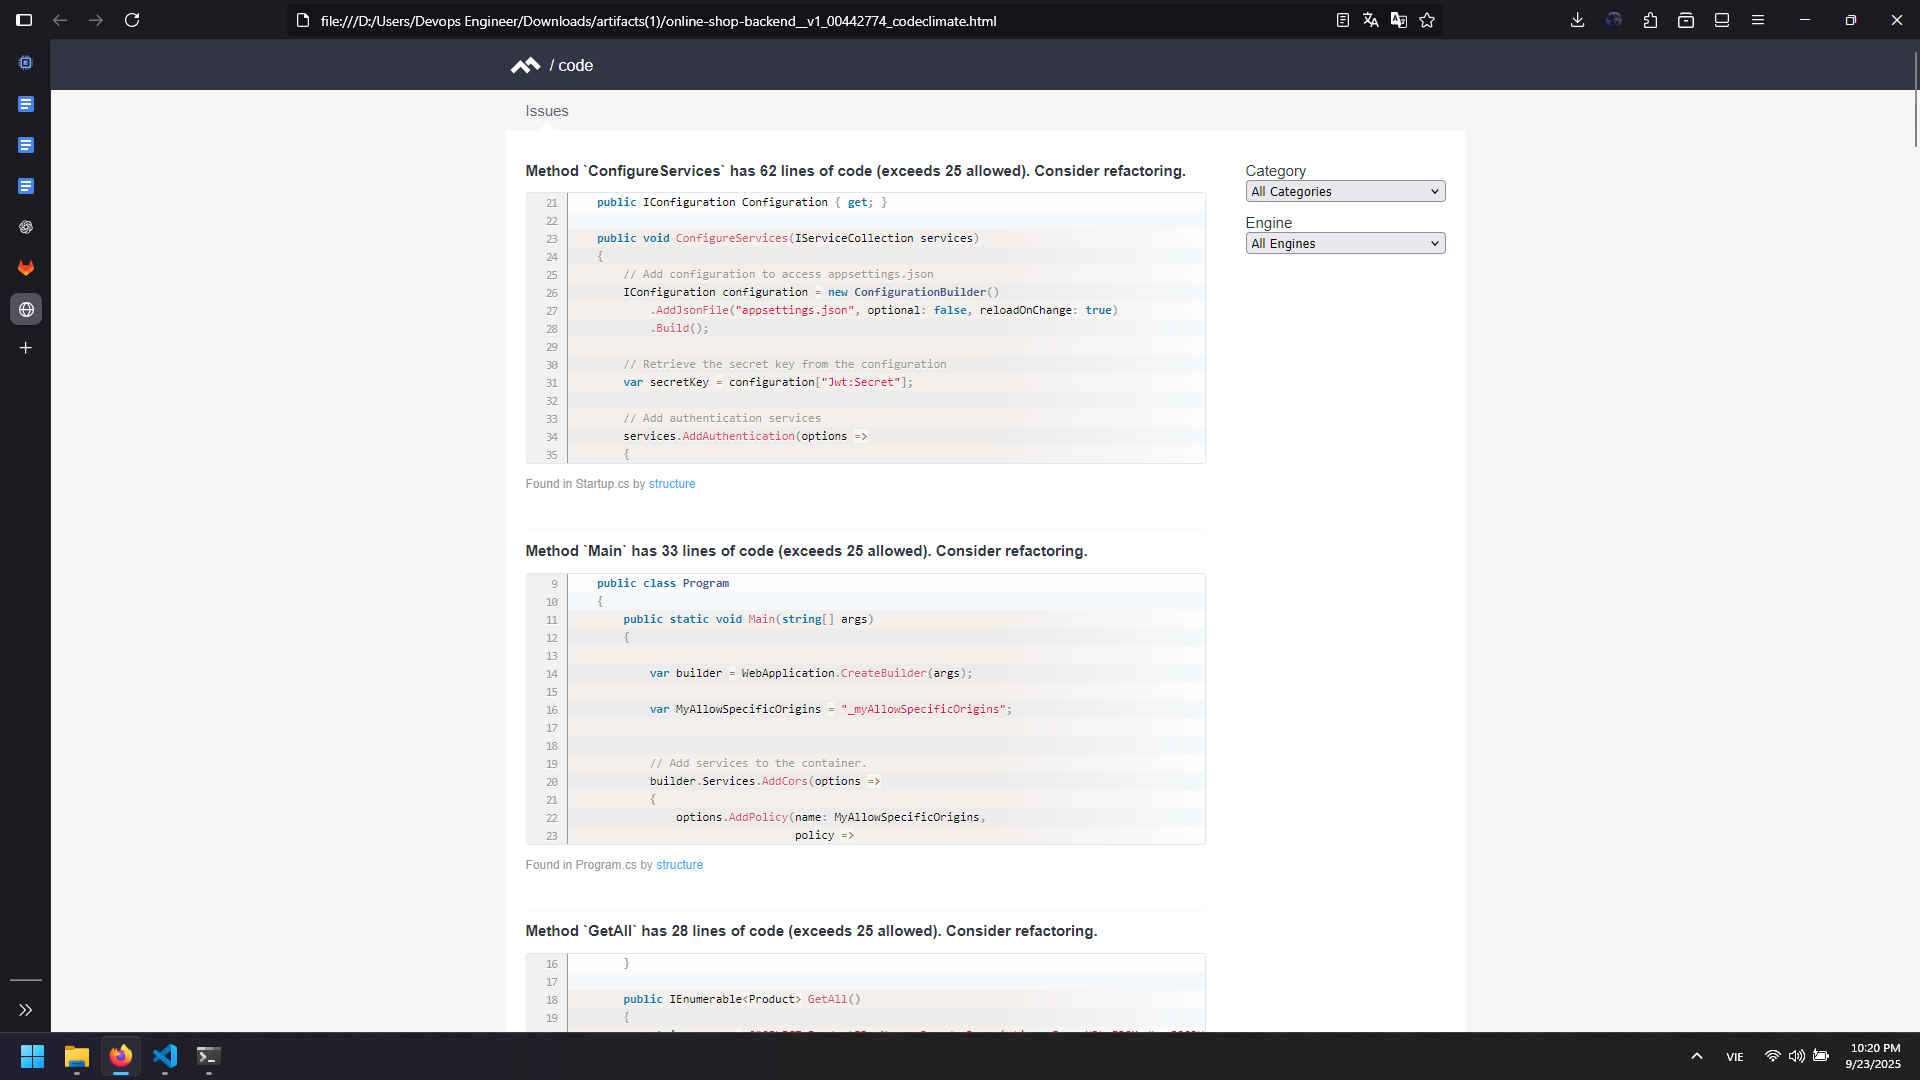 file:///D:/Users/Devops Engineer/Downloads/artifacts(1)/online-shop-backend__v1_00442774_codeclimate.html
/ code
Issues
Method `ConfigureServices` has 62 lines of code (exceeds 25 allowed). Consider refactoring.
21 public IConfiguration Configuration { get; }
22
23 public void ConfigureServices(IServiceCollection services)
24 {
25 // Add configuration to access appsettings.json
26 IConfiguration configuration = new ConfigurationBuilder()
27 .AddJsonFile("appsettings.json", optional: false, reloadOnChange: true)
28 .Build();
29
30 // Retrieve the secret key from the configuration
31 var secretKey = configuration["Jwt:Secret"];
32
33 // Add authentication services
34 services.AddAuthentication(options =>
35 {
Found in Startup.cs by structure
Category
All Categories
Engine
All Engines
Method `Main` has 33 lines of code (exceeds 25 allowed). Consider refactoring.
9 public class Program
10 {
11 public static void Main(string[] args)
12 {
13
14 var builder = WebApplication.CreateBuilder(args);
15
16 var MyAllowSpecificOrigins = "_myAllowSpecificOrigins";
17
18
19 // Add services to the container.
20 builder.Services.AddCors(options =>
21 {
22 options.AddPolicy(name: MyAllowSpecificOrigins,
23 policy =>
Found in Program.cs by structure
Method `GetAll` has 28 lines of code (exceeds 25 allowed). Consider refactoring.
16 }
17
18 public IEnumerable<Product> GetAll()
19 {
VIE
10:20 PM
9/23/2025